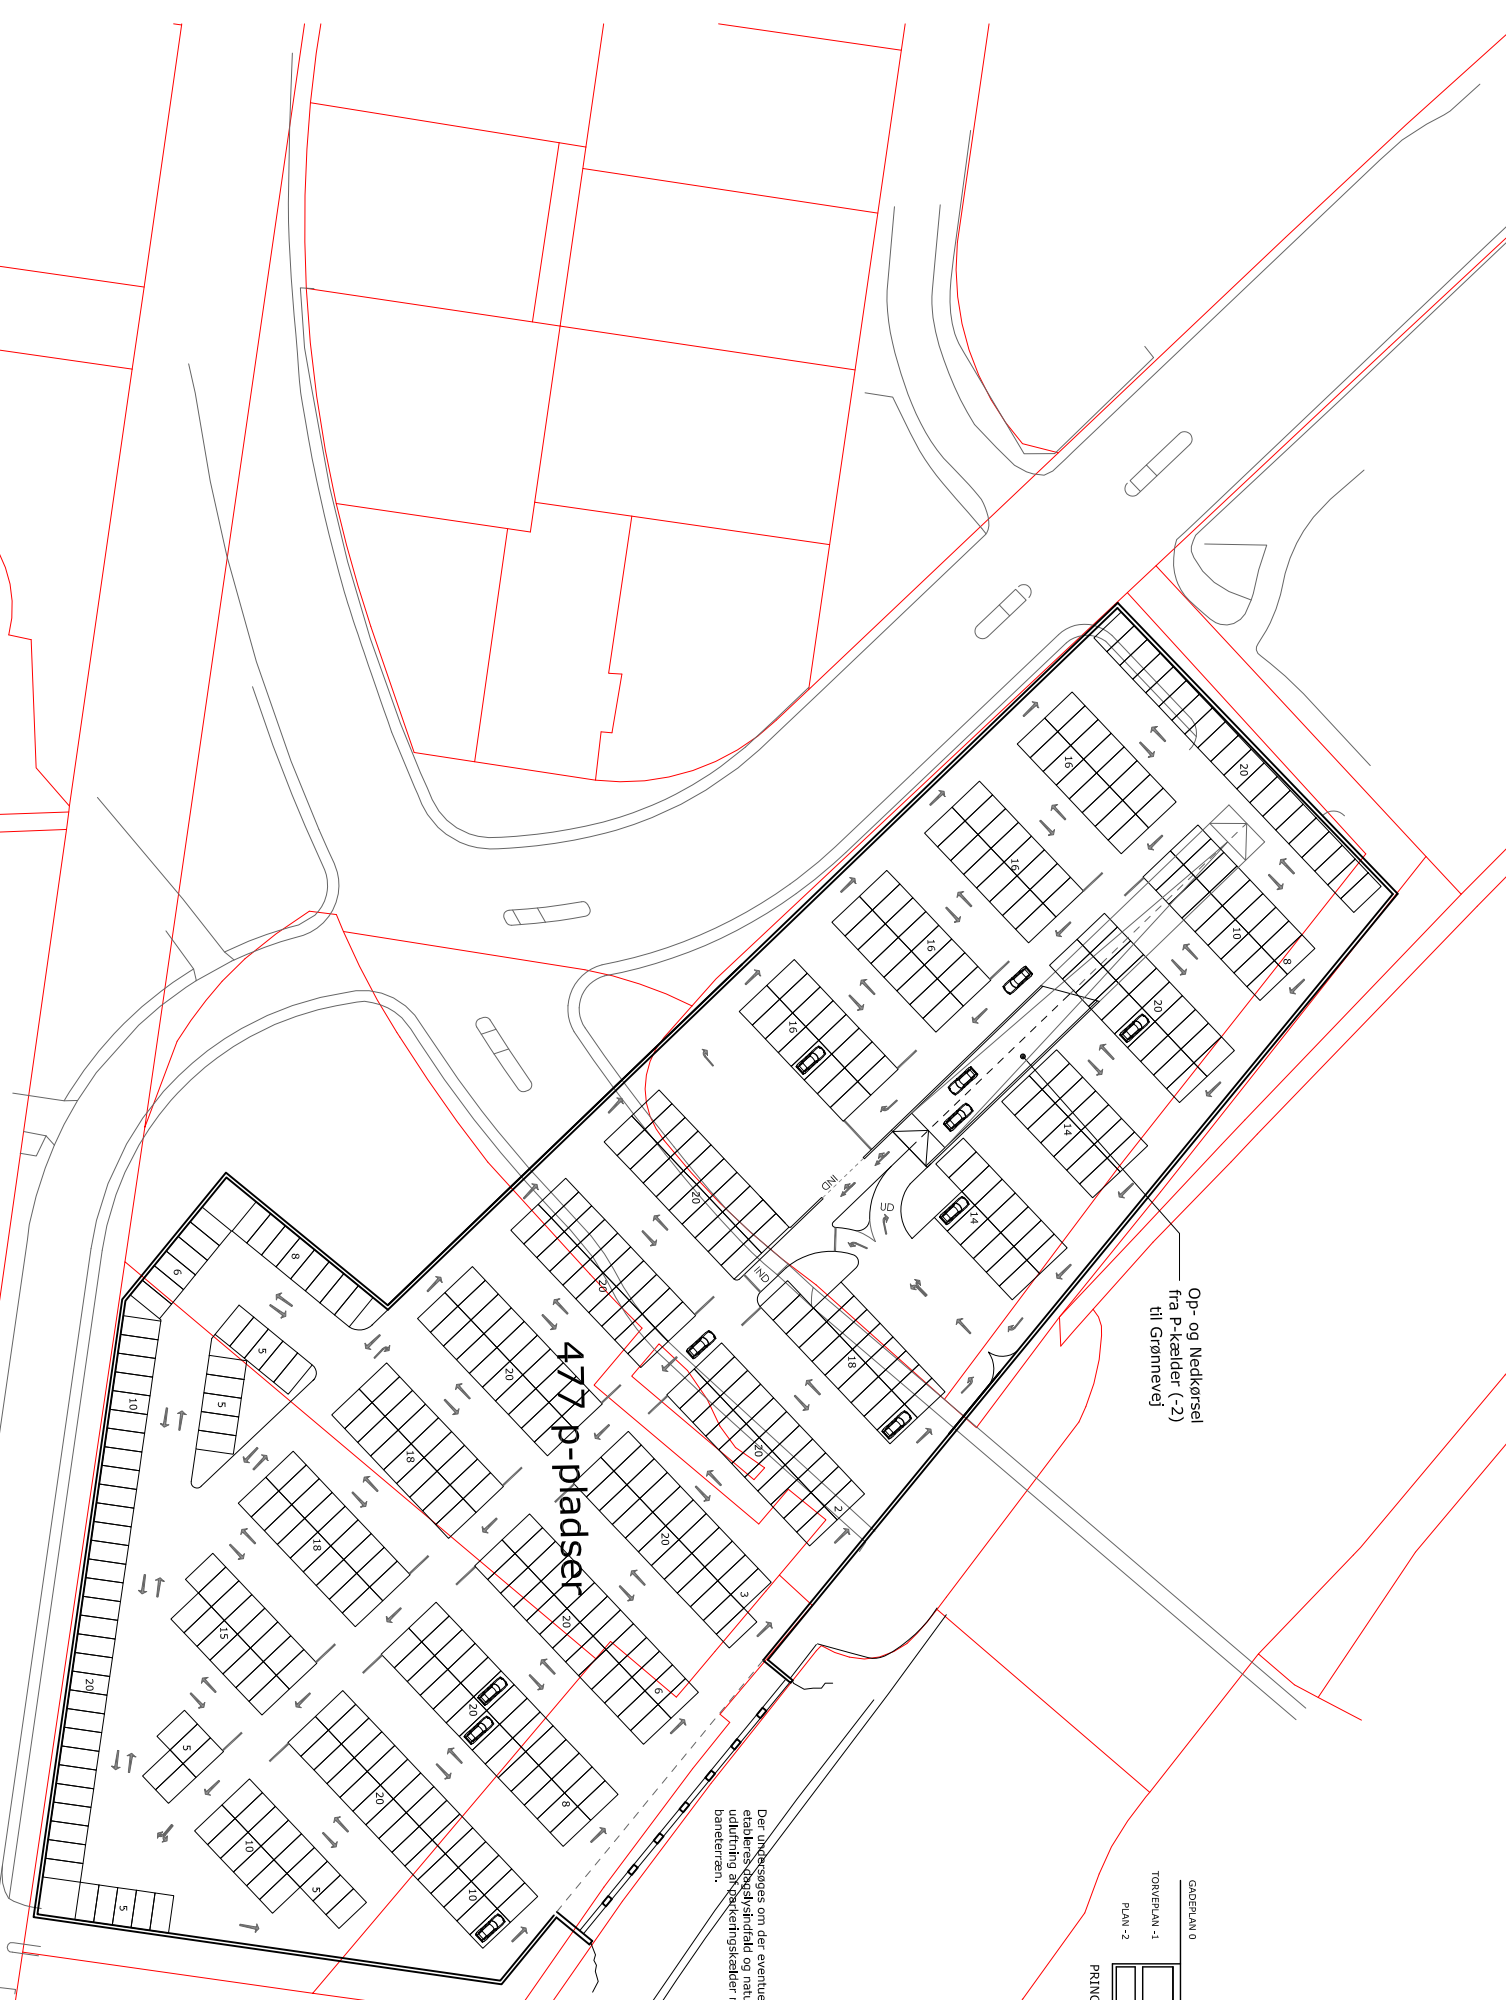 20
16
16
16
16
10
8
20
14
14
Op- og Nedkørsel
fra P-kælder (-2)
til Grønnevej
IND
UD
IND
20
20
20
18
20
2
20
3
18
18
15
5
10
5
20
6
20
8
20
10
8
6
5
5
10
20
5
477 p-pladser
Der undersøges om der
etableres dagslysindfald og
udluftning af parkeringskælder
baneterræn.
GADEPLAN 0
TORVEPLAN -1
PLAN -2